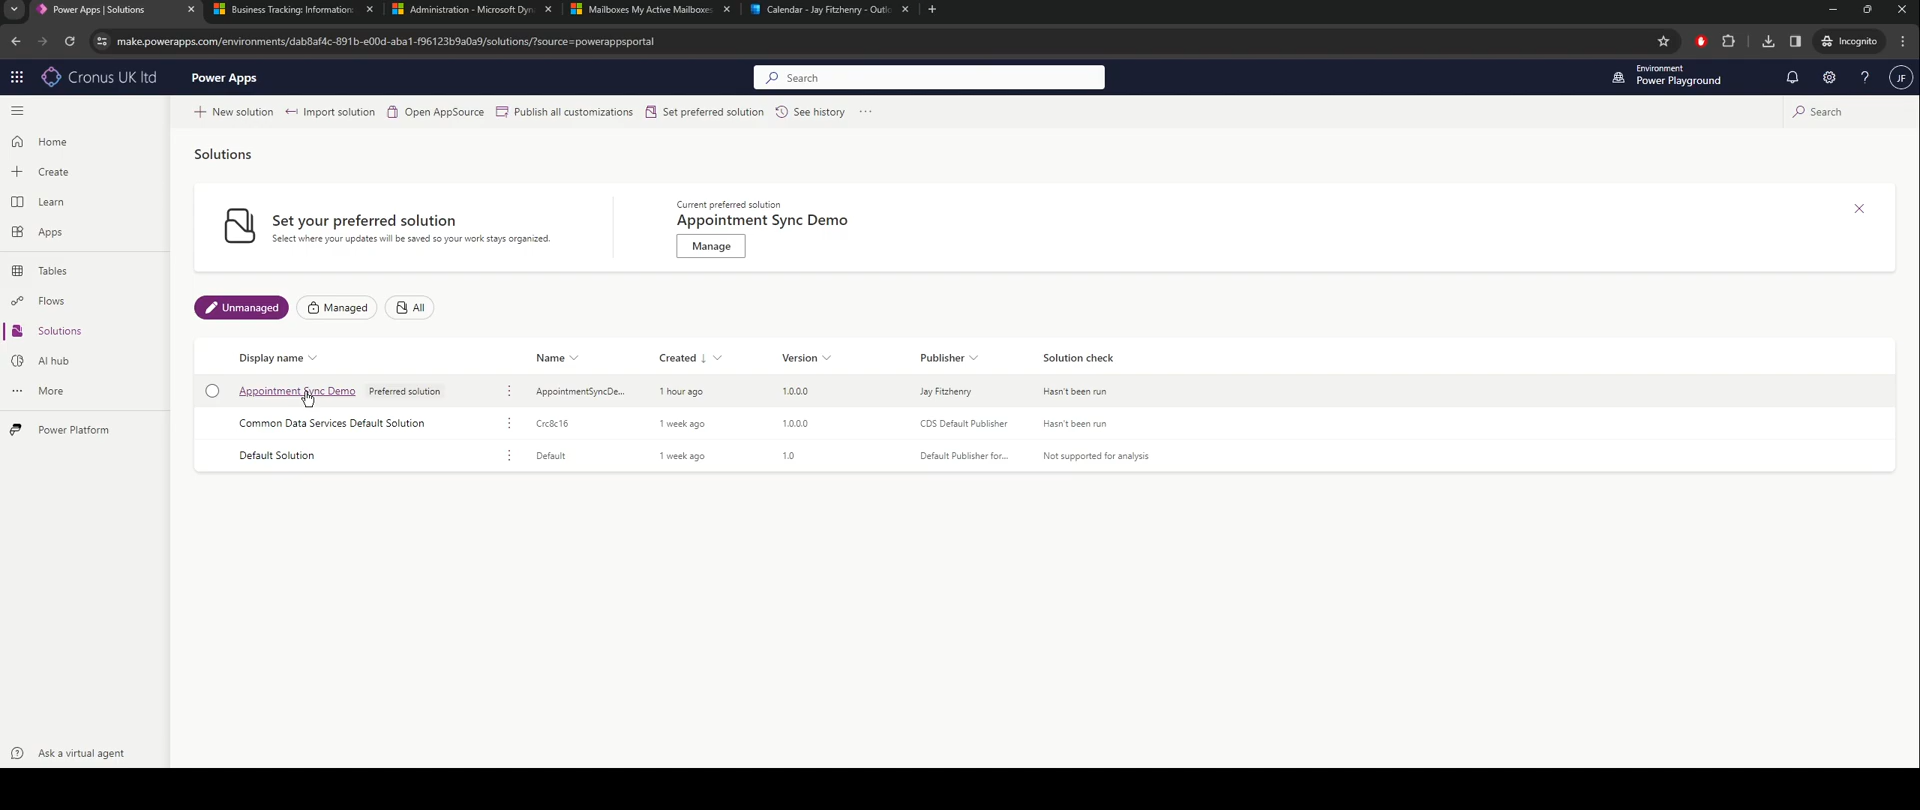 Power Apps | Solutions
Business Tracking: Information:
Administration - Microsoft Dyn
Mailboxes My Active Mailboxes
Calendar - Jay Fitzhenry - Outlo
make.powerapps.com/environments/dab8af4c-891b-e00d-aba1-f96123b9a0a9/solutions/?source=powerappsportal
Incognito
Cronus UK ltd
Power Apps
Search
Environment
Power Playground
JF
New solution
Import solution
Open AppSource
Publish all customizations
Set preferred solution
See history
Search
Home
Create
Learn
Apps
Tables
Flows
Solutions
AI hub
More
Power Platform
Ask a virtual agent
Solutions
Set your preferred solution
Select where your updates will be saved so your work stays organized.
Current preferred solution
Appointment Sync Demo
Manage
Unmanaged
Managed
All
Display name Name Created Version Publisher Solution check
Appointment Sync Demo Preferred solution AppointmentSyncDe... 1 hour ago 1.0.0.0 Jay Fitzhenry Hasn't been run
Common Data Services Default Solution Crc8c16 1 week ago 1.0.0.0 CDS Default Publisher Hasn't been run
Default Solution Default 1 week ago 1.0 Default Publisher for... Not supported for analysis